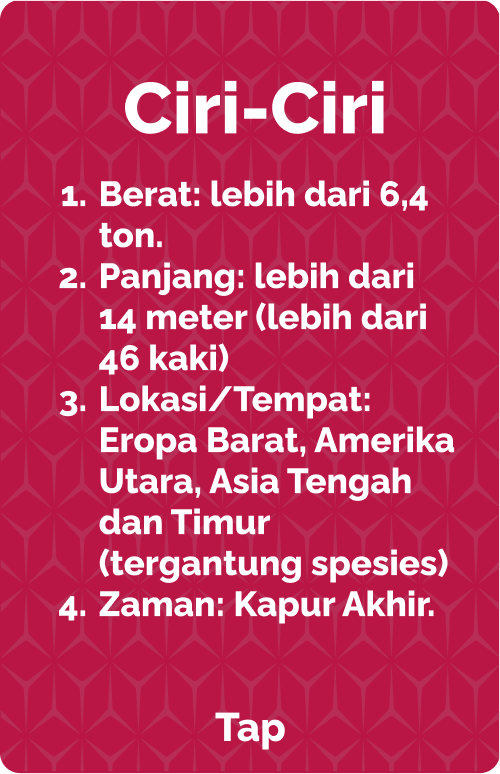 Ciri-Ciri
1. Berat: lebih dari 6,4
ton.
2. Panjang: lebih dari
14 meter (lebih dari
46 kaki)
3. Lokasi/Tempat:
Eropa Barat, Amerika
Utara, Asia Tengah
dan Timur
(tergantung spesies)
4. Zaman: Kapur Akhir.
Tap